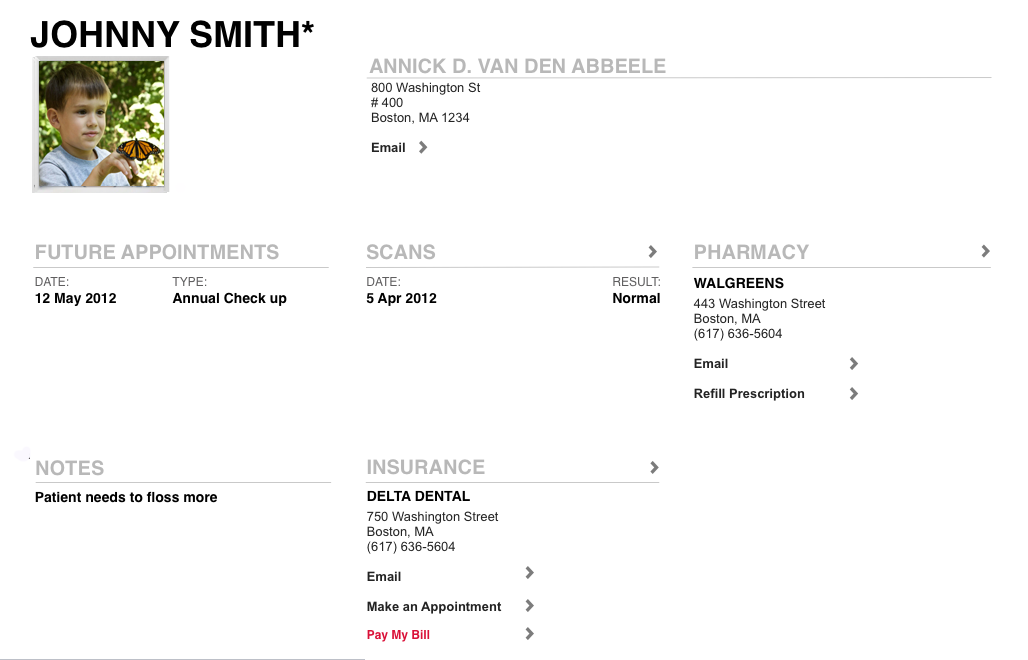 JOHNNY SMITH*
ANNICK D. VAN DEN ABBEELE
800 Washington St
# 400
Boston, MA 1234
Email
FUTURE APPOINTMENTS
DATE: TYPE:
12 May 2012 Annual Check up
SCANS
DATE: RESULT:
5 Apr 2012 Normal
PHARMACY
WALGREENS
443 Washington Street
Boston, MA
(617) 636-5604
Email
Refill Prescription
NOTES
Patient needs to floss more
INSURANCE
DELTA DENTAL
750 Washington Street
Boston, MA
(617) 636-5604
Email
Make an Appointment
Pay My Bill